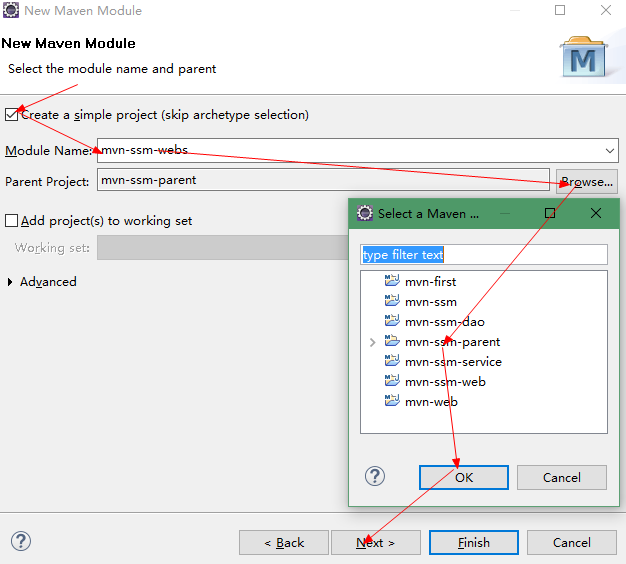 New Maven Module
New Maven Module
Select the module name and parent
M
Create a simple project (skip archetype selection)
Module Name: mvn-ssm-webs
Parent Project: mvn-ssm-parent
Browse...
Add project(s) to working set
Working set:
Advanced
Select a Maven ...
type filter text
mvn-first
mvn-ssm
mvn-ssm-dao
mvn-ssm-parent
mvn-ssm-service
mvn-ssm-web
mvn-web
? OK Cancel
? < Back Next > Finish Cancel